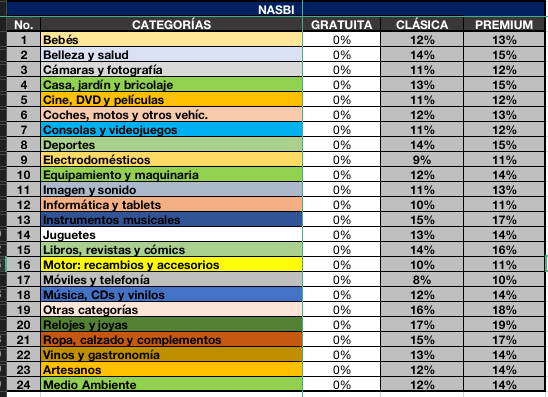 NASBI
No. CATEGORÍAS GRATUITA CLÁSICA PREMIUM
1 Bebés 0% 12% 13%
2 Belleza y salud 0% 14% 15%
3 Cámaras y fotografía 0% 11% 12%
4 Casa, jardín y bricolaje 0% 13% 15%
5 Cine, DVD y películas 0% 11% 12%
6 Coches, motos y otros vehíc. 0% 12% 13%
7 Consolas y videojuegos 0% 11% 12%
8 Deportes 0% 14% 15%
9 Electrodomésticos 0% 9% 11%
10 Equipamiento y maquinaria 0% 12% 14%
11 Imagen y sonido 0% 11% 13%
12 Informática y tablets 0% 10% 11%
13 Instrumentos musicales 0% 15% 17%
14 Juguetes 0% 13% 14%
15 Libros, revistas y cómics 0% 14% 16%
16 Motor: recambios y accesorios 0% 10% 11%
17 Móviles y telefonía 0% 8% 10%
18 Música, CDs y vinilos 0% 12% 14%
19 Otras categorías 0% 16% 18%
20 Relojes y joyas 0% 17% 19%
21 Ropa, calzado y complementos 0% 15% 17%
22 Vinos y gastronomía 0% 13% 14%
23 Artesanos 0% 12% 14%
24 Medio Ambiente 0% 12% 14%